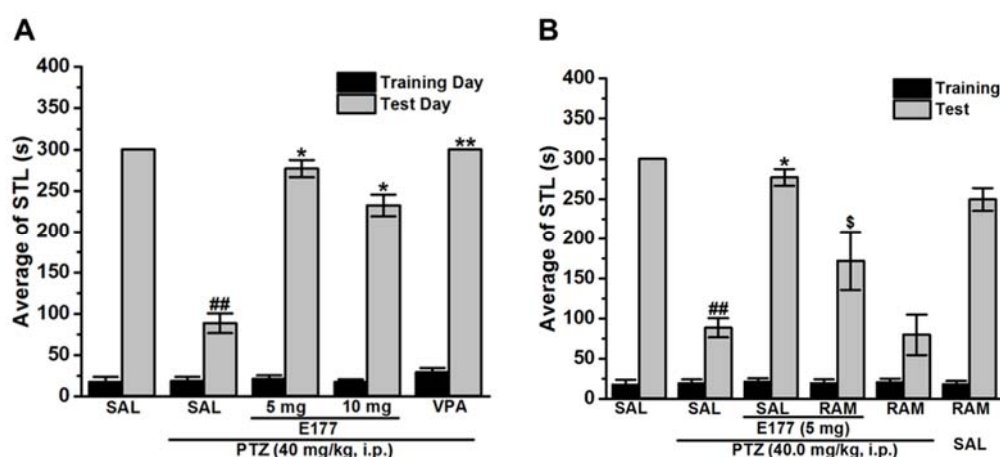 A
400
350
300
250
200
150
100
50
0
Average of STL (s)
Training Day
Test Day
##
*
*
**
SAL SAL 5 mg 10 mg VPA
E177
PTZ (40 mg/kg, i.p.)
B
400
350
300
250
200
150
100
50
0
Average of STL (s)
Training
Test
##
*
$
SAL SAL SAL RAM RAM RAM
E177 (5 mg)
PTZ (40.0 mg/kg, i.p.) SAL